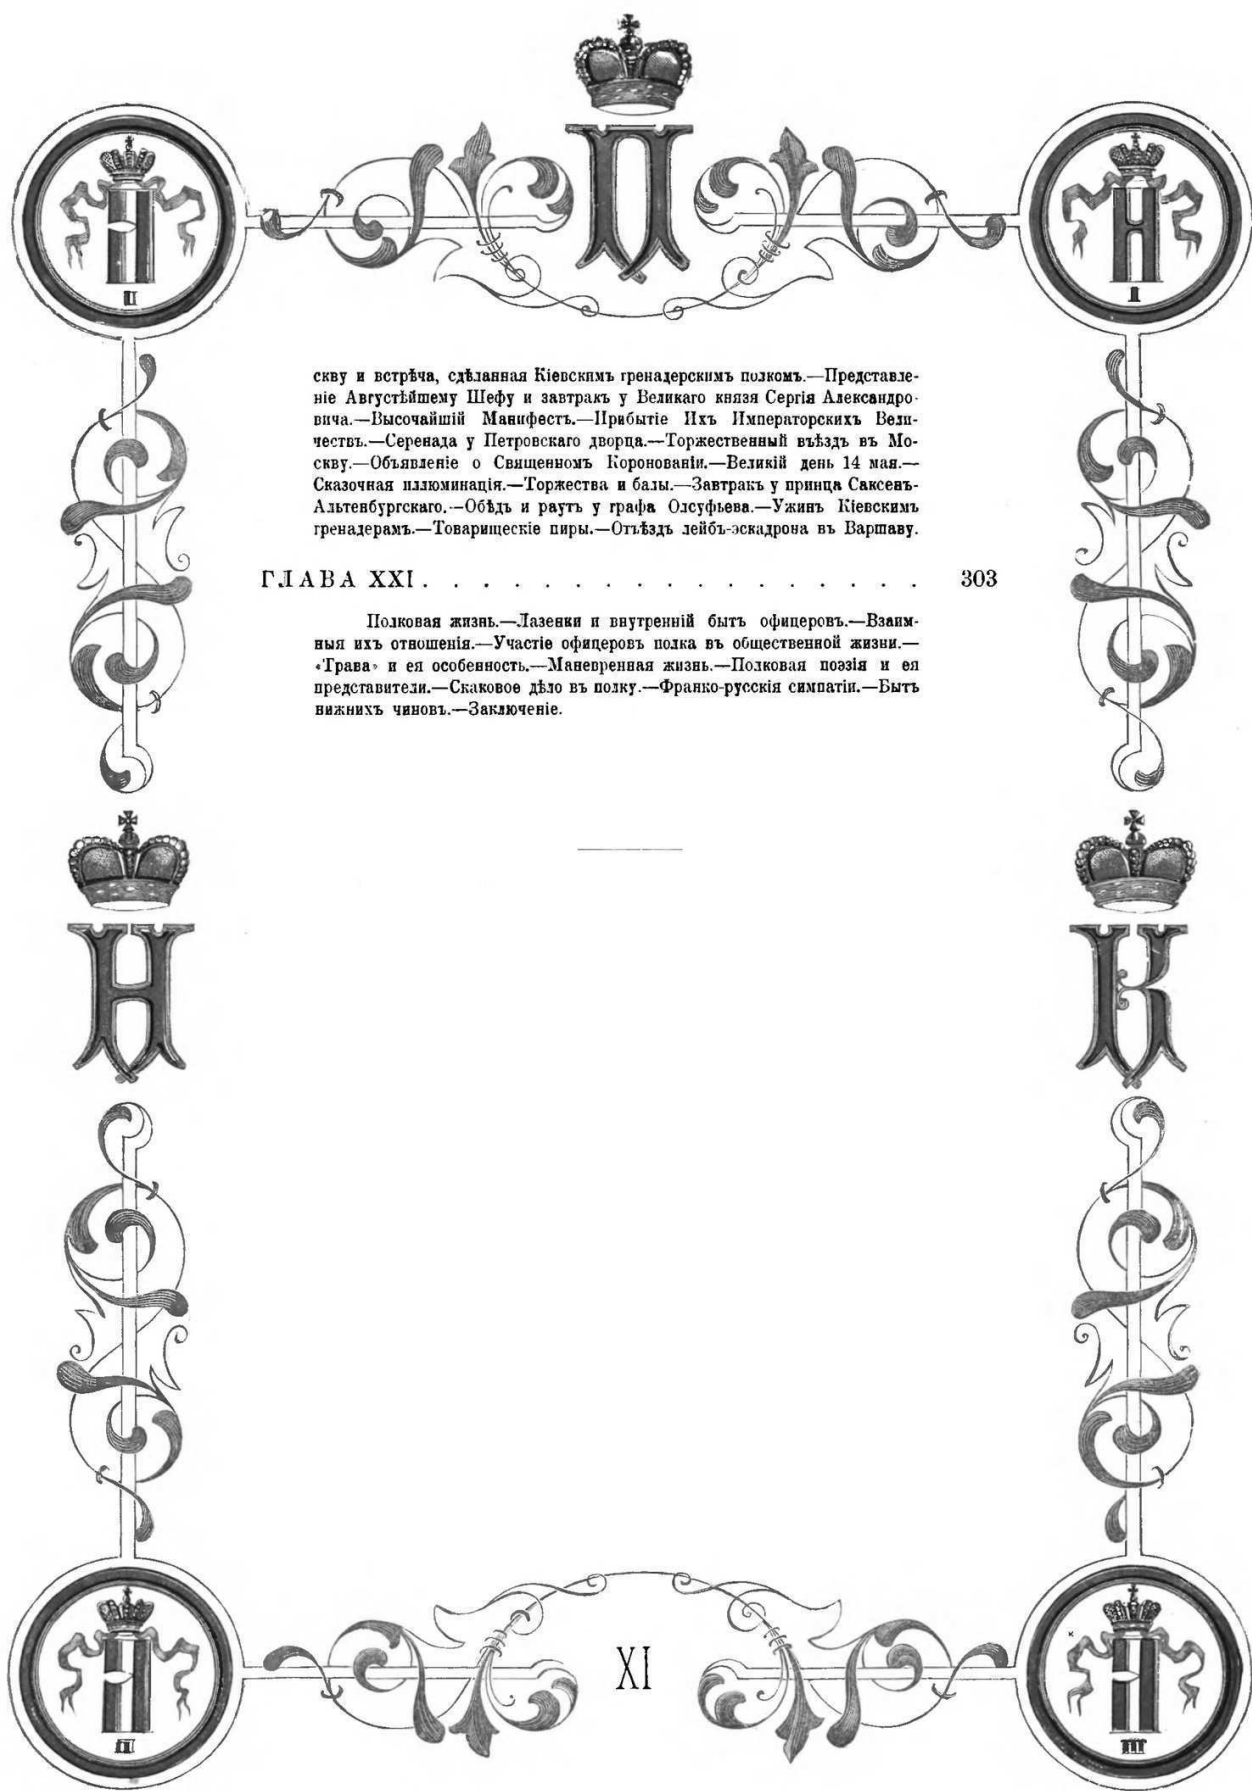 П
II
Н
I
скву и встрѣча, сдѣланная Кіевскимъ гренадерскимъ полкомъ.—Представле-
ніе Августѣйшему Шефу и завтракъ у Великаго князя Сергія Александро-
вича.—Высочайшій Манифестъ.—Прибытіе Ихъ Императорскихъ Вели-
чествъ.—Серенада у Петровскаго дворца.—Торжественный въѣздъ въ Мо-
скву.—Объявленіе о Священномъ Коронованіи.—Великій день 14 мая.—
Сказочная иллюминація.—Торжества и балы.—Завтракъ у принца Саксенъ-
Альтенбургскаго.—Обѣдъ и раутъ у графа Олсуфьева.—Ужинъ Кіевскимъ
гренадерамъ.—Товарищескіе пиры.—Отъѣздъ лейбъ-эскадрона въ Варшаву.
ГЛАВА XXI . . . . . . . . . . . . . . . . . 303
Полковая жизнь.—Лазенки и внутренній бытъ офицеровъ.—Взаим-
ныя ихъ отношенія.—Участіе офицеровъ полка въ общественной жизни.—
«Трава» и ея особенность.—Маневренная жизнь.—Полковая поэзія и ея
представители.—Скаковое дѣло въ полку.—Франко-русскія симпатіи.—Бытъ
нижнихъ чиновъ.—Заключеніе.
Н
К
XI
III